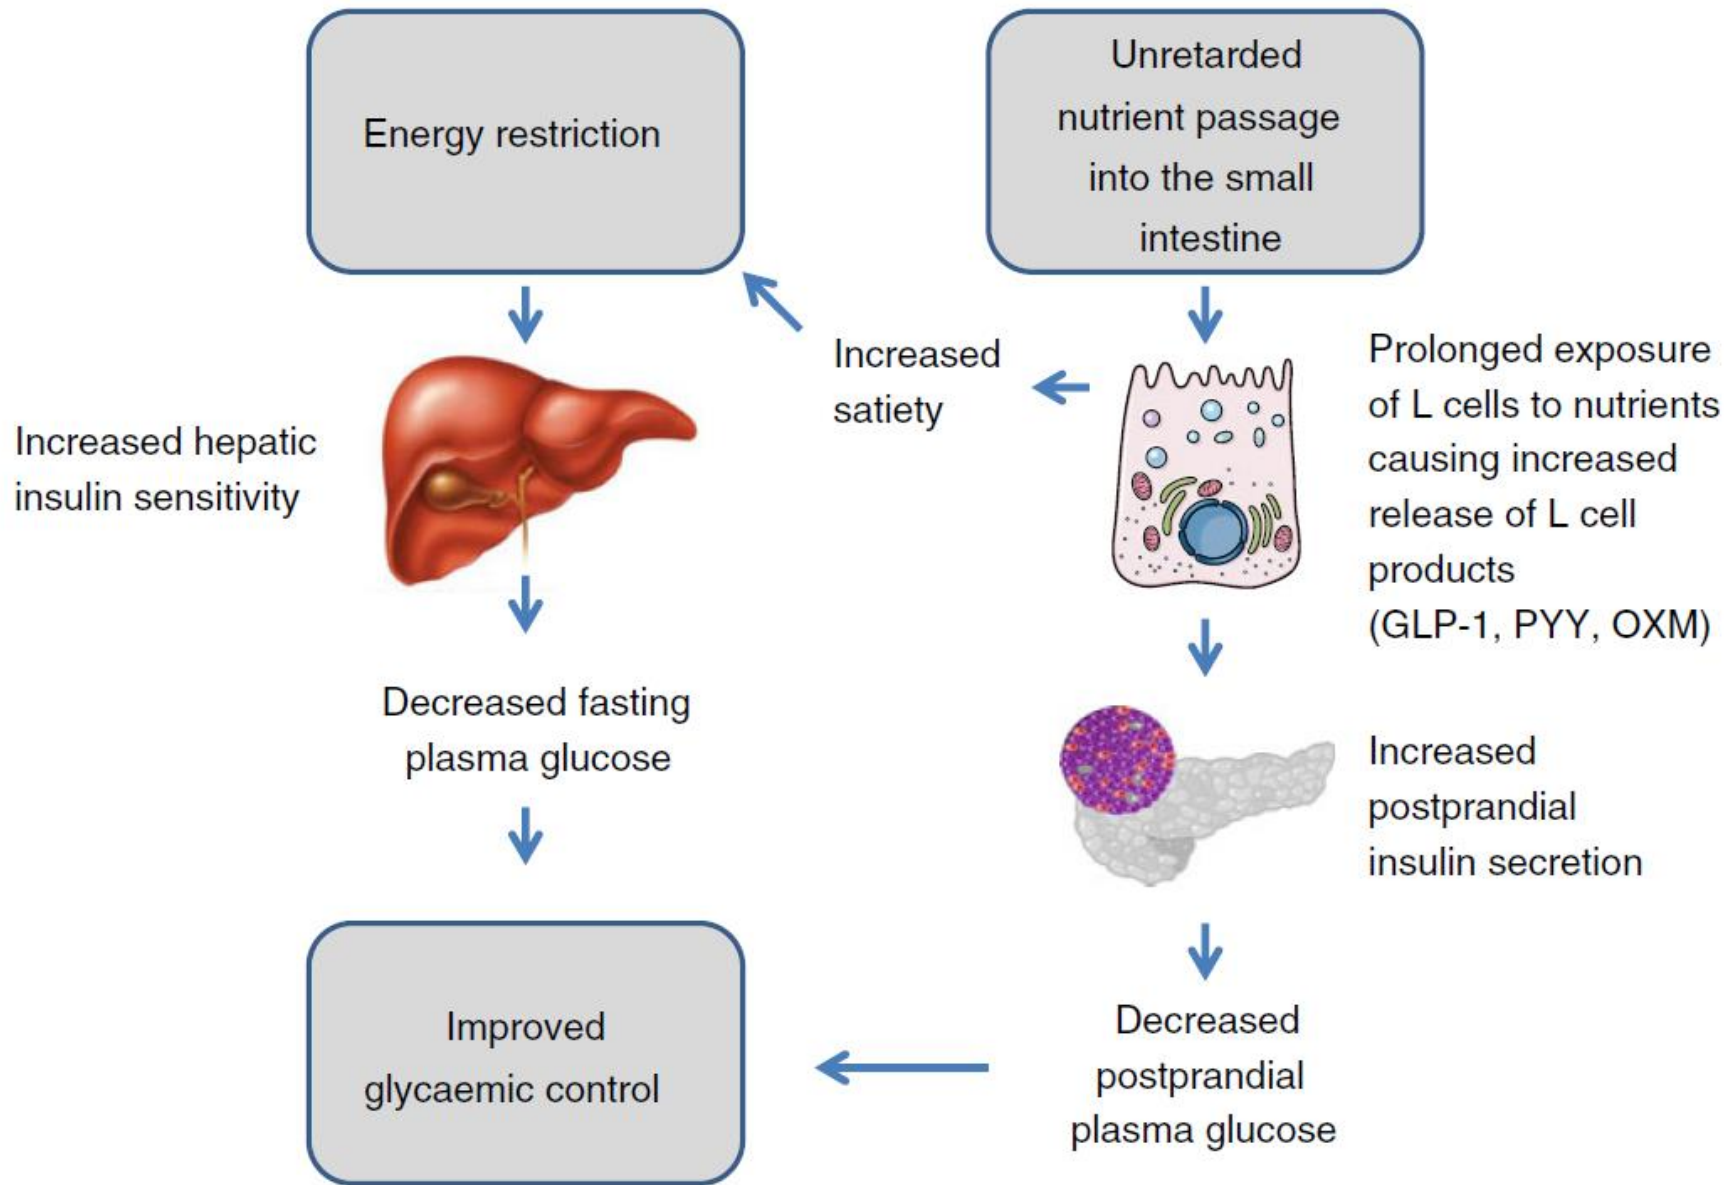 Energy restriction
Unretarded
nutrient passage
into the small
intestine
Increased
satiety
Prolonged exposure
of L cells to nutrients
causing increased
release of L cell
products
(GLP-1, PYY, OXM)
Increased hepatic
insulin sensitivity
Decreased fasting
plasma glucose
Increased
postprandial
insulin secretion
Improved
glycaemic control
Decreased
postprandial
plasma glucose